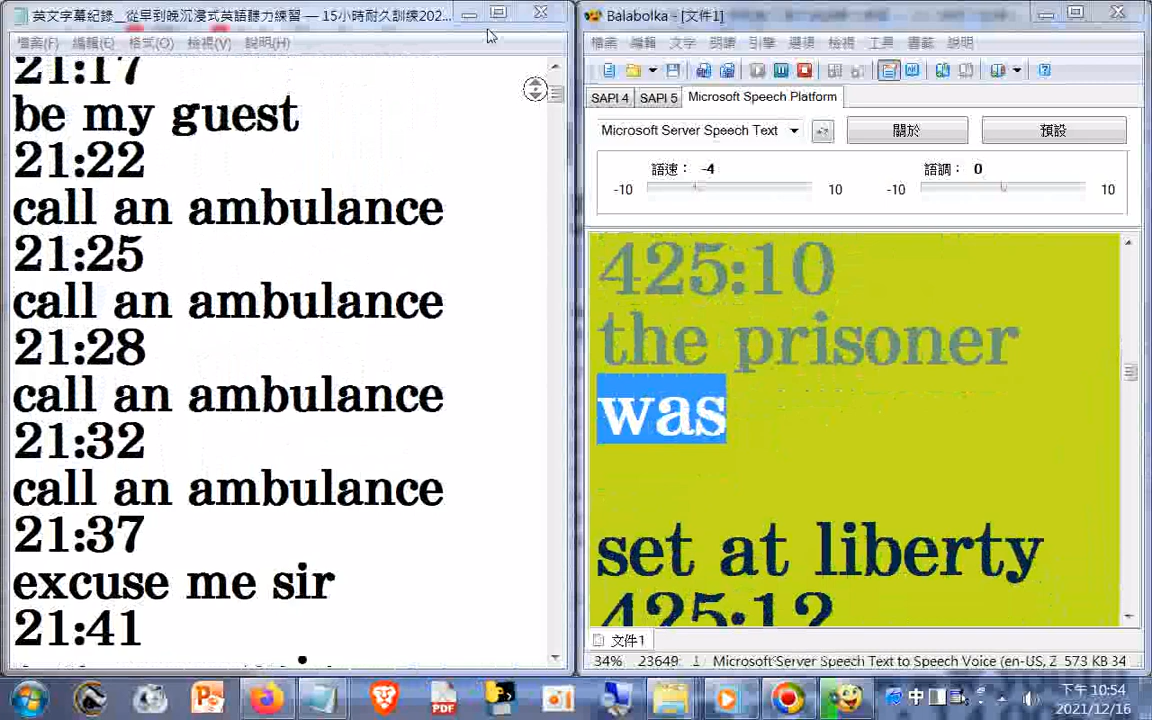 英文字幕紀錄__從早到晚沉浸式英語聽力練習 — 15小時耐久訓練202...
檔案(F) 編輯(E) 格式(O) 檢視(V) 說明(H)
21:17
be my guest
21:22
call an ambulance
21:25
call an ambulance
21:28
call an ambulance
21:32
call an ambulance
21:37
excuse me sir
21:41
Balabolka - [文件1]
檔案 編輯 文字 朗讀 引擎 選項 檢視 工具 書籤 說明
SAPI 4 SAPI 5 Microsoft Speech Platform
Microsoft Server Speech Text 關於 預設
語速： -4 語調： 0
-10 10 -10 10
425:10
the prisoner
was
set at liberty
425:12
文件1
34% 23649: 1 Microsoft Server Speech Text to Speech Voice (en-US, Z 573 KB 34
PDF
中
下午 10:54
2021/12/16